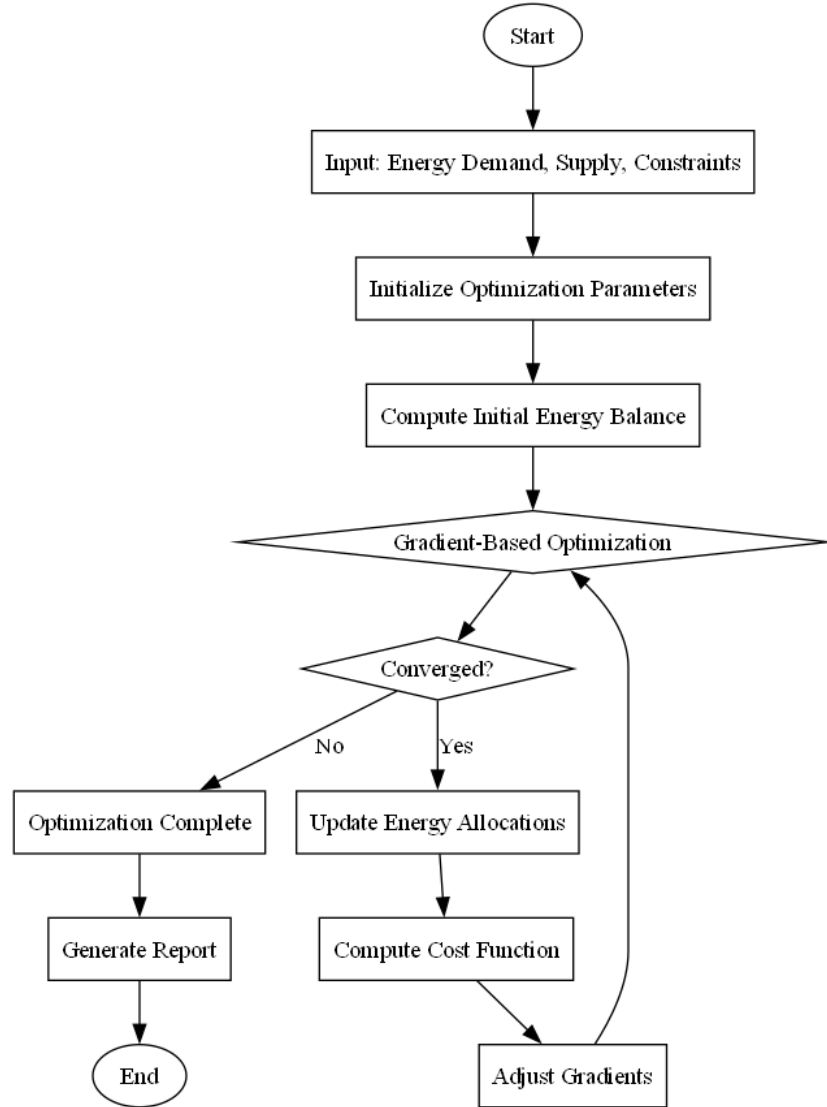 Start
Input: Energy Demand, Supply, Constraints
Initialize Optimization Parameters
Compute Initial Energy Balance
Gradient-Based Optimization
Converged?
No
Yes
Optimization Complete
Update Energy Allocations
Generate Report
Compute Cost Function
End
Adjust Gradients